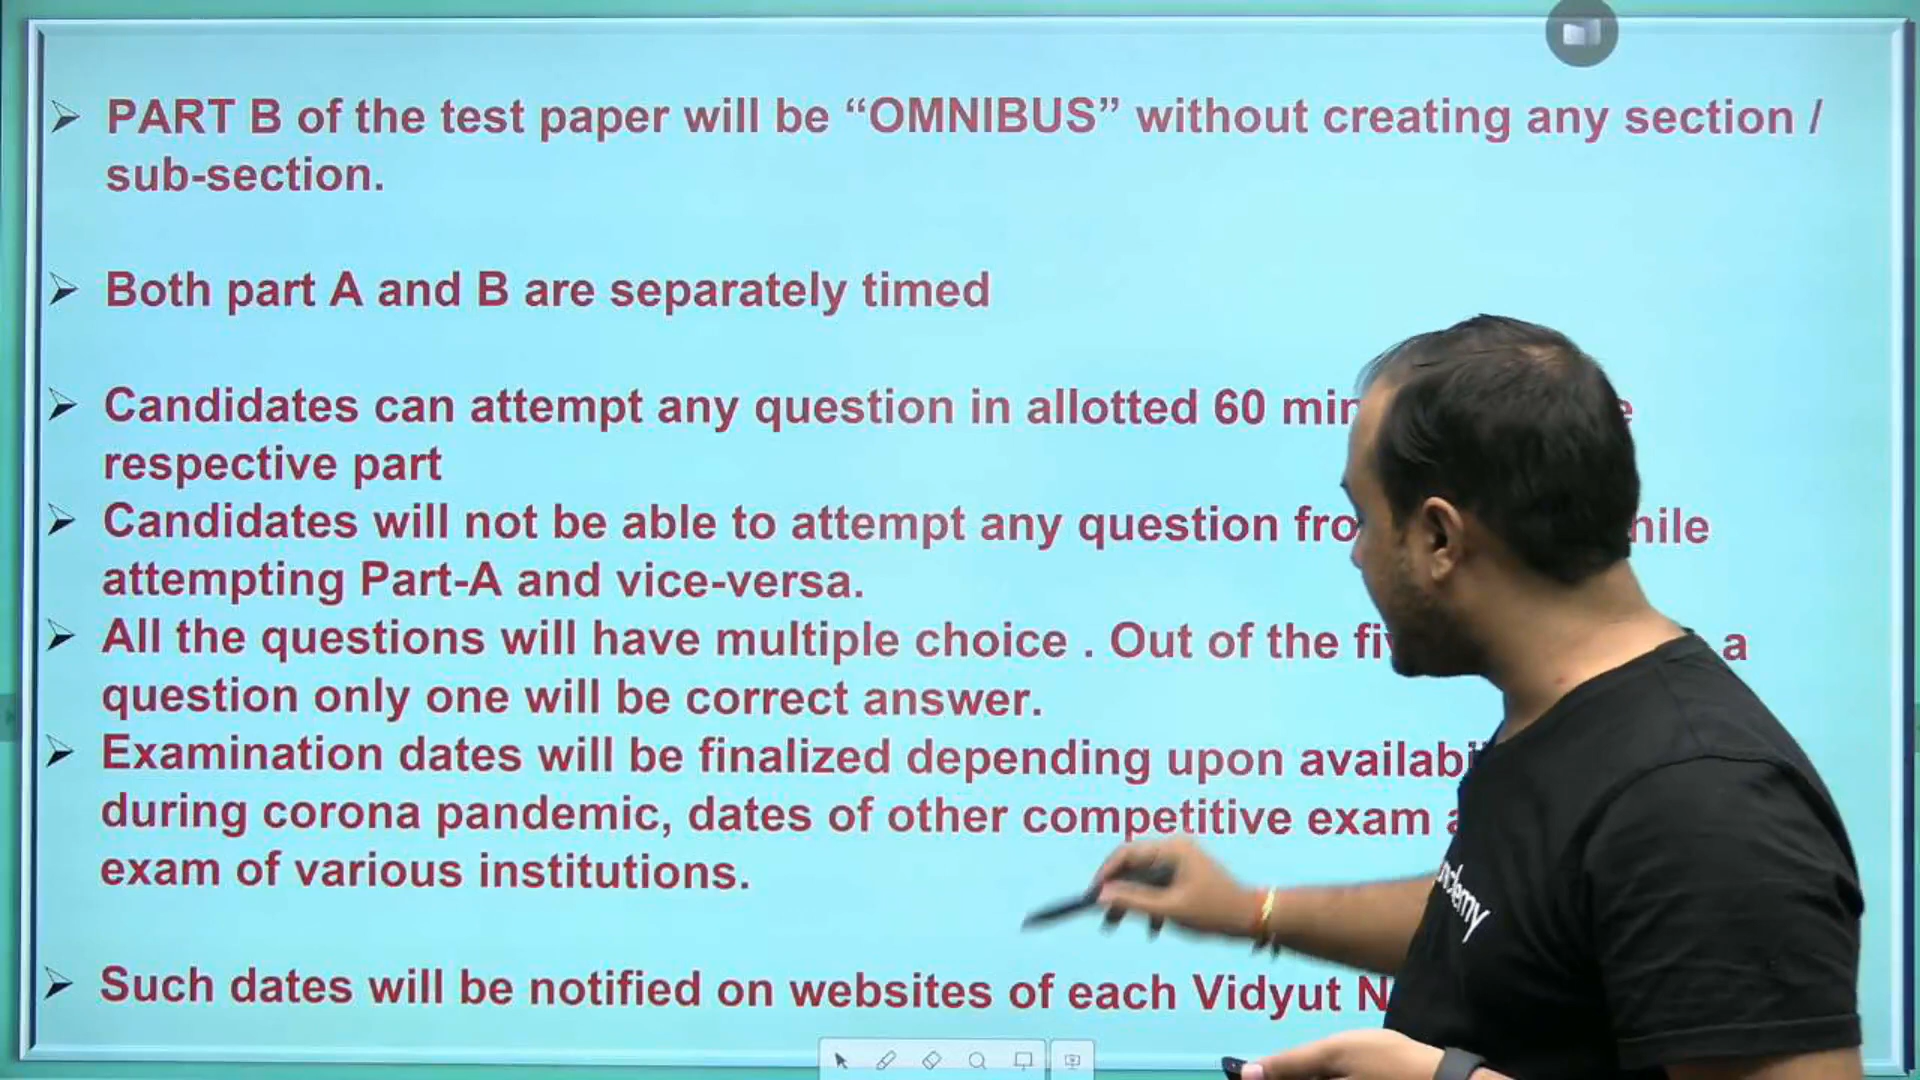 PART B of the test paper will be “OMNIBUS” without creating any section /
sub-section.
Both part A and B are separately timed
Candidates can attempt any question in allotted 60
respective part
Candidates will not be able to attempt any question
attempting Part-A and vice-versa.
All the questions will have multiple choice . Out of the a
question only one will be correct answer.
Examination dates will be finalized depending upon
during corona pandemic, dates of other competitive exam
exam of various institutions.
Such dates will be notified on websites of each Vidyut